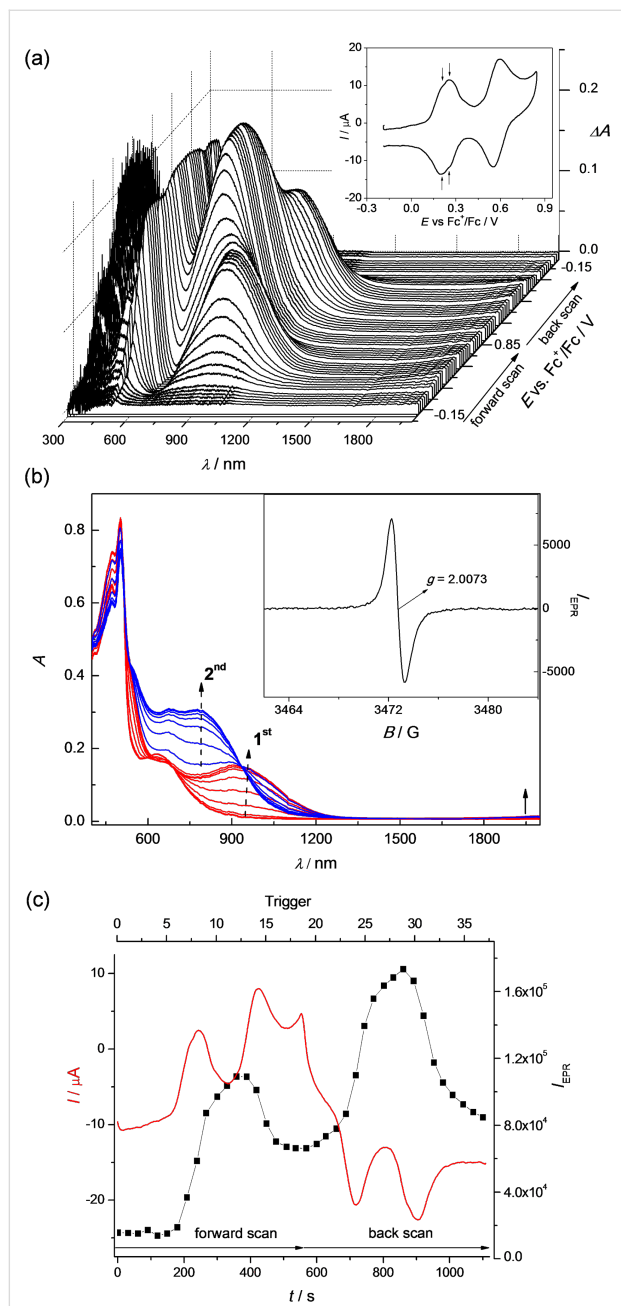 (a)
20
10
0
-10
20
I / μA
-0.3
0.0
0.3
0.6
0.9
E vs Fc+/Fc / V
0.2
ΔA
0.1
0.0
-0.15
0.85
-0.15
back scan
forward scan
E vs. Fc+/Fc / V
300
600
900
1200
1500
1800
λ / nm
(b)
0.8
0.6
0.4
0.2
0.0
A
2nd
1st
g = 2.0073
5000
0
-5000
I EPR
3464
3472
3480
B / G
600
900
1200
1500
1800
λ / nm
(c)
Trigger
0
5
10
15
20
25
30
35
10
0
-10
-20
I / μA
1.6x10⁵
1.2x10⁵
8.0x10⁴
4.0x10⁴
0.0
I EPR
forward scan
back scan
0
200
400
600
800
1000
t / s